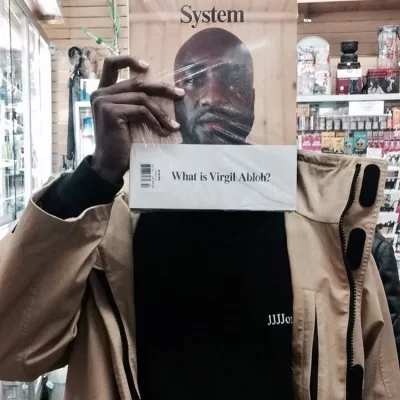 System
What is Virgil Abloh?